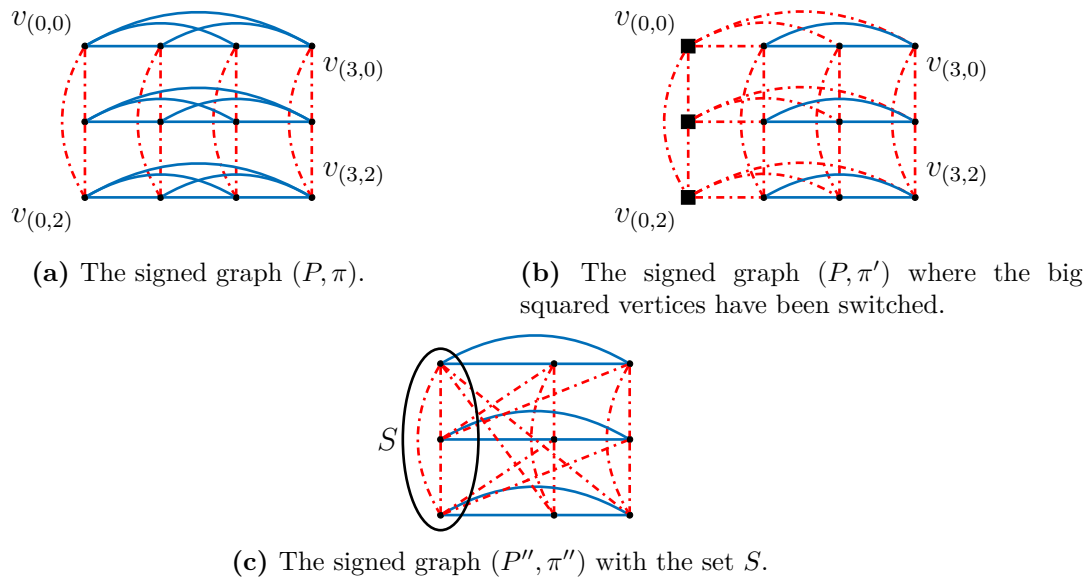 v(0,0)
v(3,0)
v(3,2)
v(0,2)
(a) The signed graph (P, π).
v(0,0)
v(3,0)
v(3,2)
v(0,2)
(b) The signed graph (P, π′) where the big
squared vertices have been switched.
S
(c) The signed graph (P′′, π′′) with the set S.